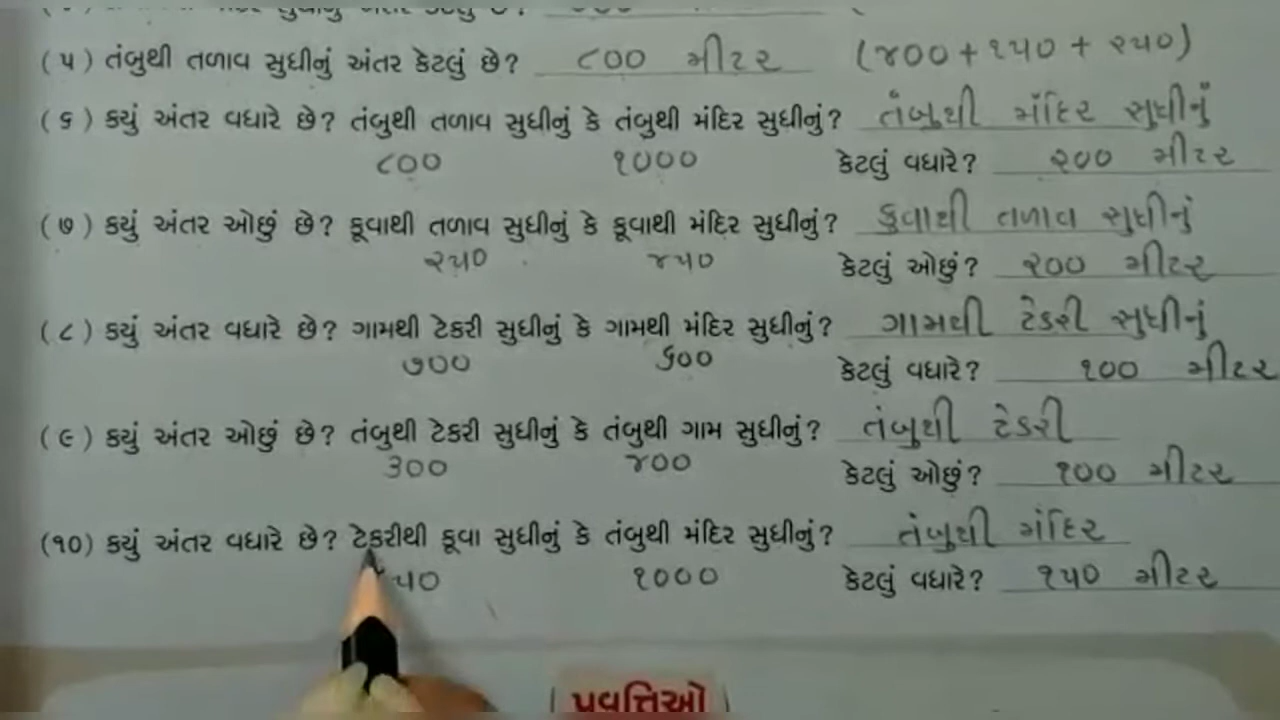 (૫) તંબુથી તળાવ સુધીનું અંતર કેટલું છે? ૮૦૦ મીટર (૪૦૦ + ૧૫૦ + ૨૫૦)
(૬) કયું અંતર વધારે છે? તંબુથી તળાવ સુધીનું કે તંબુથી મંદિર સુધીનું? તંબુથી મંદિર સુધીનું
૮૦૦ ૧૦૦૦ કેટલું વધારે? ૨૦૦ મીટર
(૭) કયું અંતર ઓછું છે? કૂવાથી તળાવ સુધીનું કે કૂવાથી મંદિર સુધીનું? કુવાથી તળાવ સુધીનું
૨૫૦ ૪૫૦ કેટલું ઓછું? ૨૦૦ મીટર
(૮) કયું અંતર વધારે છે? ગામથી ટેકરી સુધીનું કે ગામથી મંદિર સુધીનું? ગામથી ટેકરી સુધીનું
૭૦૦ ૬૦૦ કેટલું વધારે? ૧૦૦ મીટર
(૯) કયું અંતર ઓછું છે? તંબુથી ટેકરી સુધીનું કે તંબુથી ગામ સુધીનું? તંબુથી ટેકરી
૩૦૦ ૪૦૦ કેટલું ઓછું? ૧૦૦ મીટર
(૧૦) કયું અંતર વધારે છે? ટેકરીથી કૂવા સુધીનું કે તંબુથી મંદિર સુધીનું? તંબુથી મંદિર
૫૦ ૧૦૦૦ કેટલું વધારે? ૧૫૦ મીટર
પ્રવૃત્તિઓ